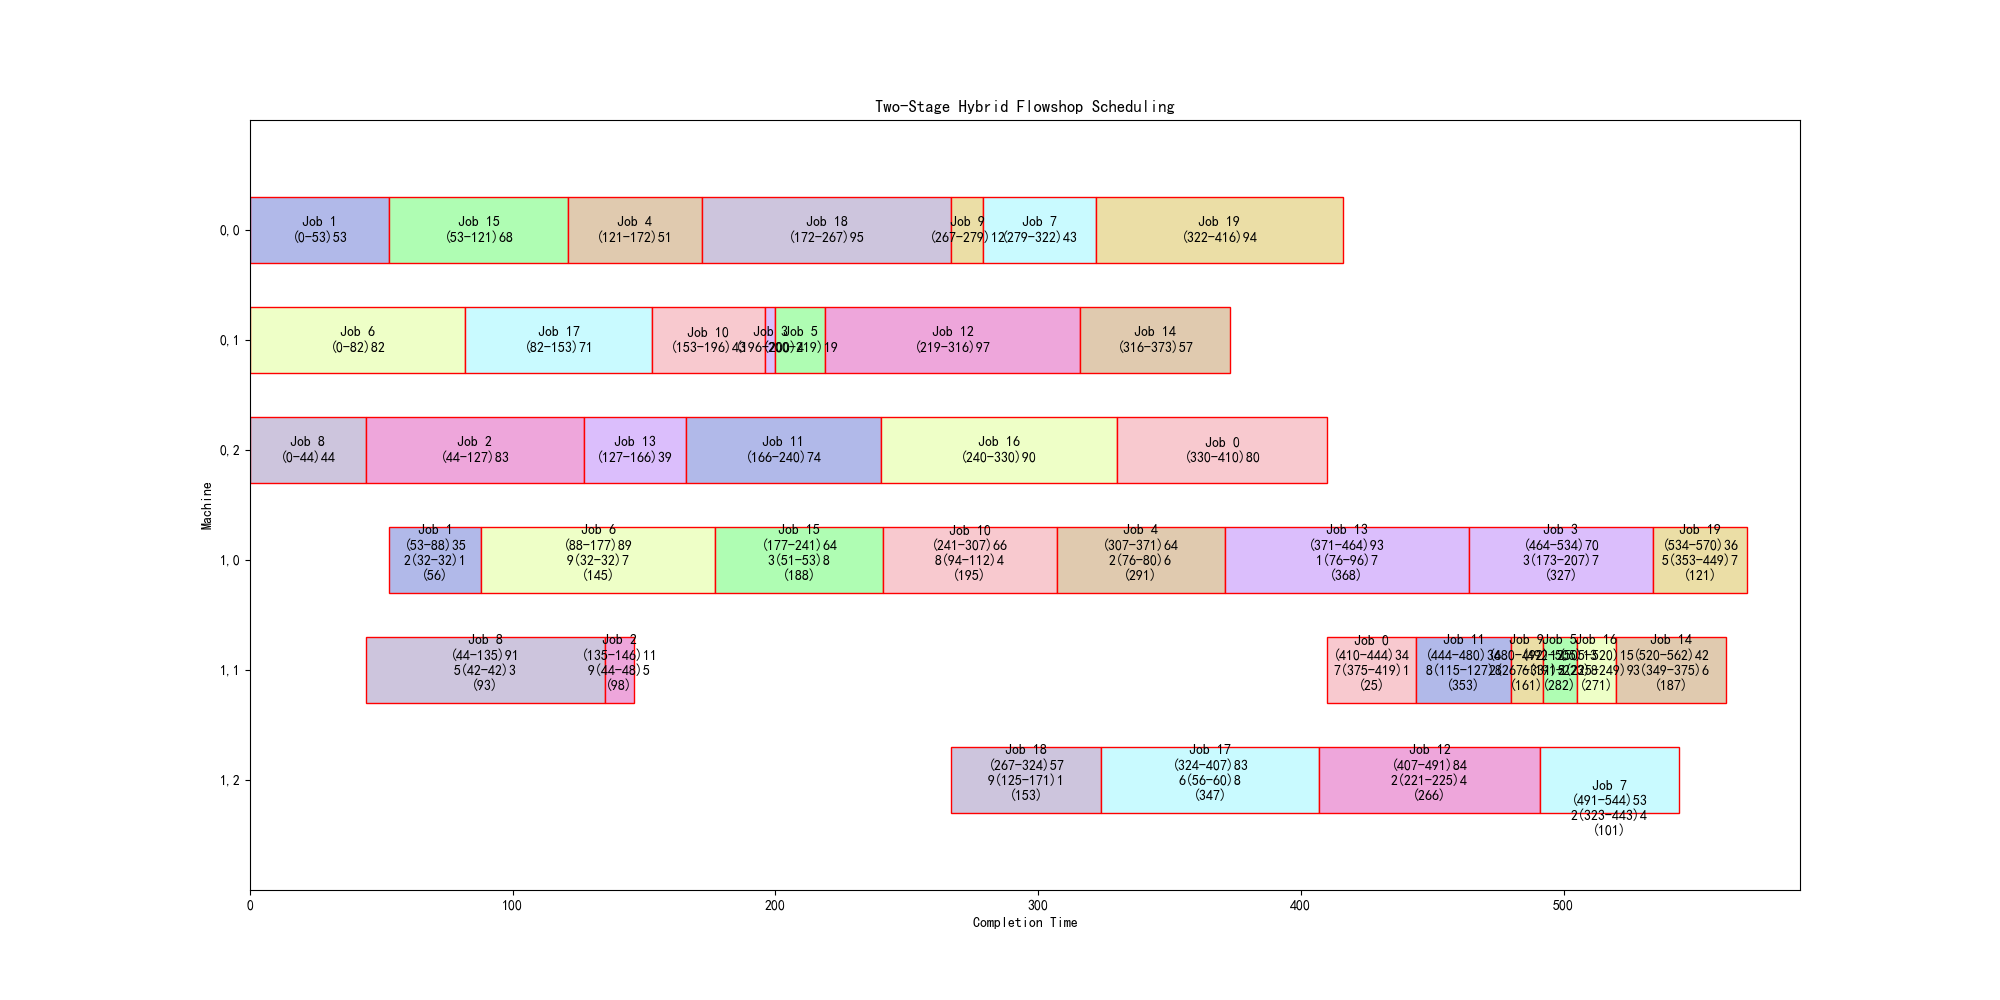 Two-Stage Hybrid Flowshop Scheduling
0,0
Job 1
(0-53)53
Job 15
(53-121)68
Job 4
(121-172)51
Job 18
(172-267)95
Job 9
(267-279)12
Job 7
(279-322)43
Job 19
(322-416)94
0,1
Job 6
(0-82)82
Job 17
(82-153)71
Job 10
(153-196)43
Job 3
(196-200)4
Job 5
(200-219)19
Job 12
(219-316)97
Job 14
(316-373)57
0,2
Job 8
(0-44)44
Job 2
(44-127)83
Job 13
(127-166)39
Job 11
(166-240)74
Job 16
(240-330)90
Job 0
(330-410)80
Machine
1,0
Job 1
(53-88)35
2(32-32)1
(56)
Job 6
(88-177)89
9(32-32)7
(145)
Job 15
(177-241)64
3(51-53)8
(188)
Job 10
(241-307)66
8(94-112)4
(195)
Job 4
(307-371)64
2(76-80)6
(291)
Job 13
(371-464)93
1(76-96)7
(368)
Job 3
(464-534)70
3(173-207)7
(327)
Job 19
(534-570)36
5(353-449)7
(121)
1,1
Job 8
(44-135)91
5(42-42)3
(93)
Job 2
(135-146)11
9(44-48)5
(98)
Job 0
(410-444)34
7(375-419)1
(25)
Job 11
(444-480)36
8(115-127)
(353)
Job 9
(480-492)
(161)
Job 5
(282)
Job 16
(271)
Job 14
(520-562)42
3(349-375)6
(187)
1,2
Job 18
(267-324)57
9(125-171)1
(153)
Job 17
(324-407)83
6(56-60)8
(347)
Job 12
(407-491)84
2(221-225)4
(266)
Job 7
(491-544)53
2(323-443)4
(101)
0
100
200
300
400
500
Completion Time